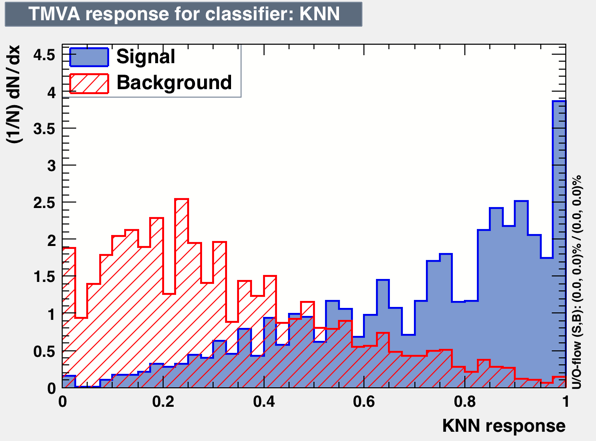 TMVA response for classifier: KNN
(1/N) dN/dx
4.5
4
3.5
3
2.5
2
1.5
1
0.5
0
Signal
Background
0 0.2 0.4 0.6 0.8 1
KNN response
U/O-flow (S,B): (0.0, 0.0)% / (0.0, 0.0)%